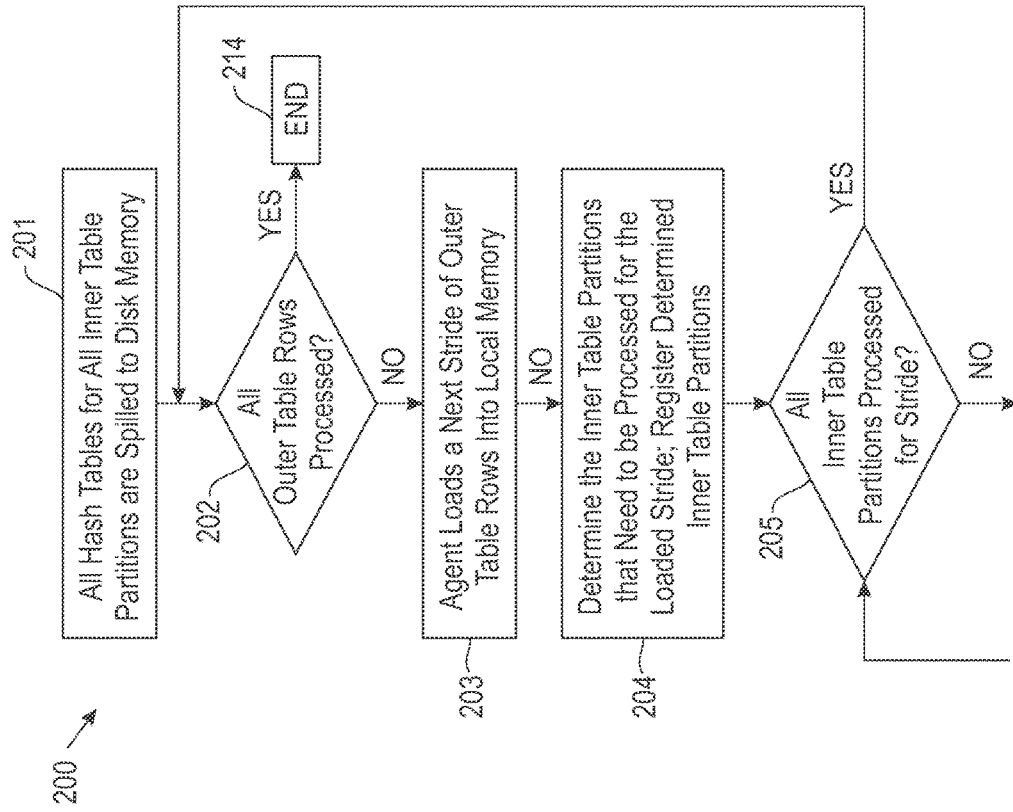 200
201
All Hash Tables for All Inner Table
Partitions are Spilled to Disk Memory
202
All
Outer Table Rows
Processed?
YES
214
END
NO
203
Agent Loads a Next Stride of Outer
Table Rows Into Local Memory
NO
204
Determine the Inner Table Partitions
that Need to be Processed for the
Loaded Stride; Register Determined
Inner Table Partitions
205
All
Inner Table
Partitions Processed
for Stride?
YES
NO